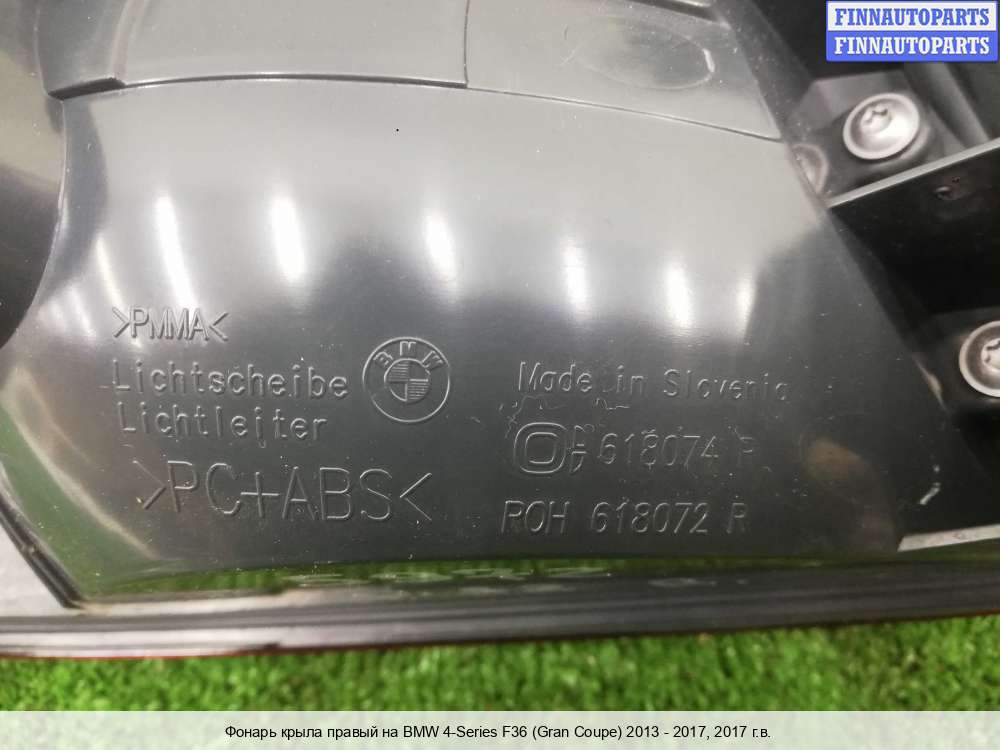 FINNAUTOPARTS
FINNAUTOPARTS
>PMMA<
Lichtscheibe
Lichtleiter
BMW
>PC+ABS<
Made in Slovenia
618074 R
ROH 618072 R
Фонарь крыла правый на BMW 4-Series F36 (Gran Coupe) 2013 - 2017, 2017 г.в.